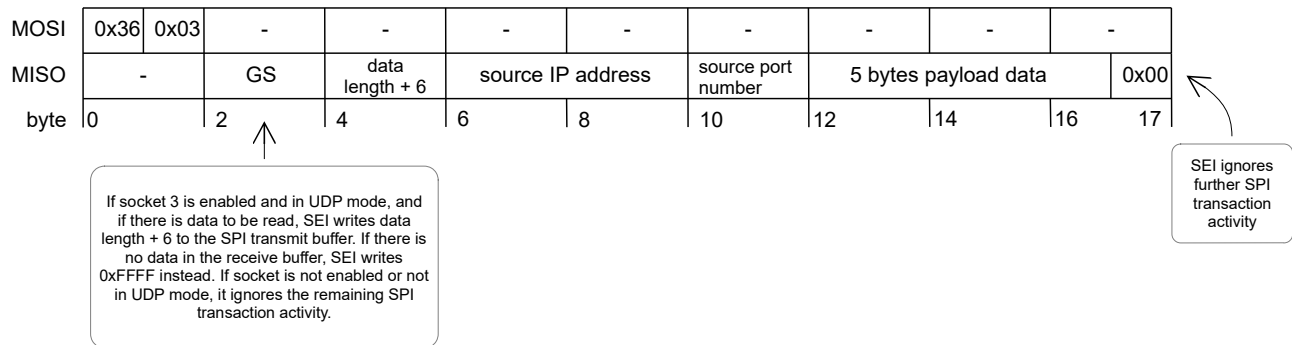 MOSI 0x36 0x03 - - - - - - - -
MISO - GS data length + 6 source IP address source port number 5 bytes payload data 0x00
byte 0 2 4 6 8 10 12 14 16 17
If socket 3 is enabled and in UDP mode, and
if there is data to be read, SEI writes data
length + 6 to the SPI transmit buffer. If there is
no data in the receive buffer, SEI writes
0xFFFF instead. If socket is not enabled or not
in UDP mode, it ignores the remaining SPI
transaction activity.
SEI ignores
further SPI
transaction
activity